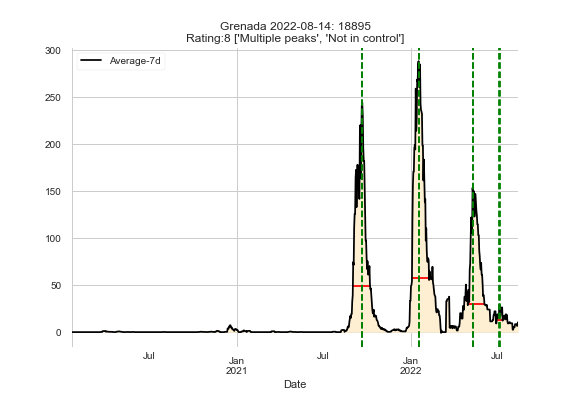 Grenada 2022-08-14: 18895
Rating:8 ['Multiple peaks', 'Not in control']
300
Average-7d
250
200
150
100
50
0
Jul
Jan
2021
Jul
Jan
2022
Jul
Date